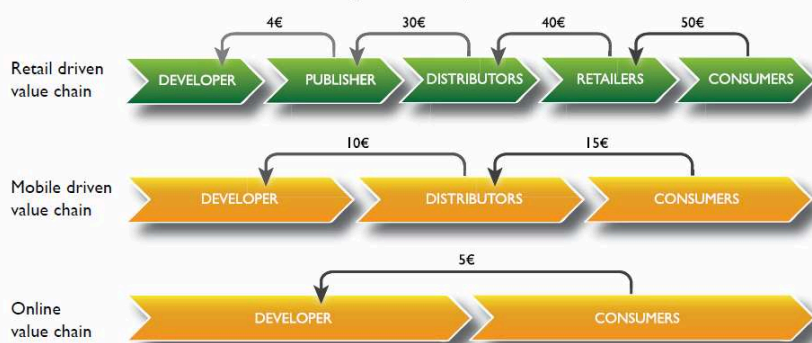 4€ 30€ 40€ 50€
Retail driven
value chain
DEVELOPER PUBLISHER DISTRIBUTORS RETAILERS CONSUMERS
10€ 15€
Mobile driven
value chain
DEVELOPER DISTRIBUTORS CONSUMERS
5€
Online
value chain
DEVELOPER CONSUMERS